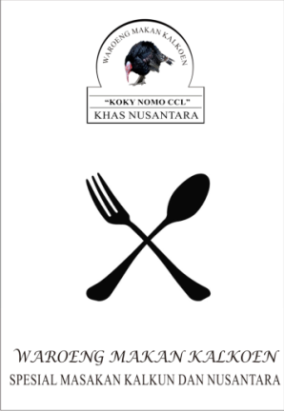 WAROENG MAKAN KALKOEN
"KOKY NOMO CCL"
KHAS NUSANTARA
WAROENG MAKAN KALKOEN
SPESIAL MASAKAN KALKUN DAN NUSANTARA